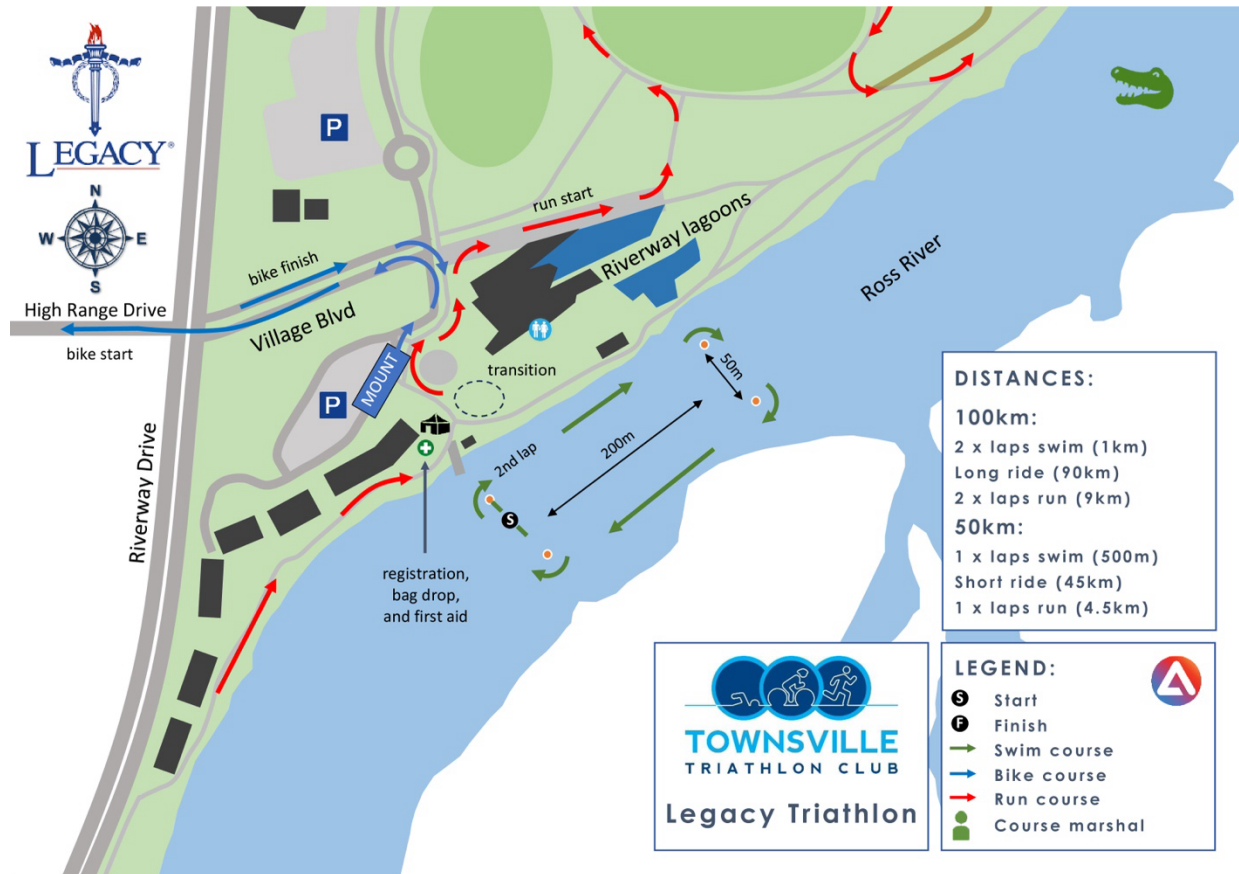 LEGACY®
N
W
E
S
P
bike finish
run start
Riverway lagoons
Ross River
High Range Drive
bike start
Village Blvd
MOUNT
P
transition
Riverway Drive
50m
200m
2nd lap
S
registration,
bag drop,
and first aid
DISTANCES:
100km:
2 x laps swim (1km)
Long ride (90km)
2 x laps run (9km)
50km:
1 x laps swim (500m)
Short ride (45km)
1 x laps run (4.5km)
TOWNSVILLE
TRIATHLON CLUB
Legacy Triathlon
LEGEND:
S Start
F Finish
Swim course
Bike course
Run course
Course marshal